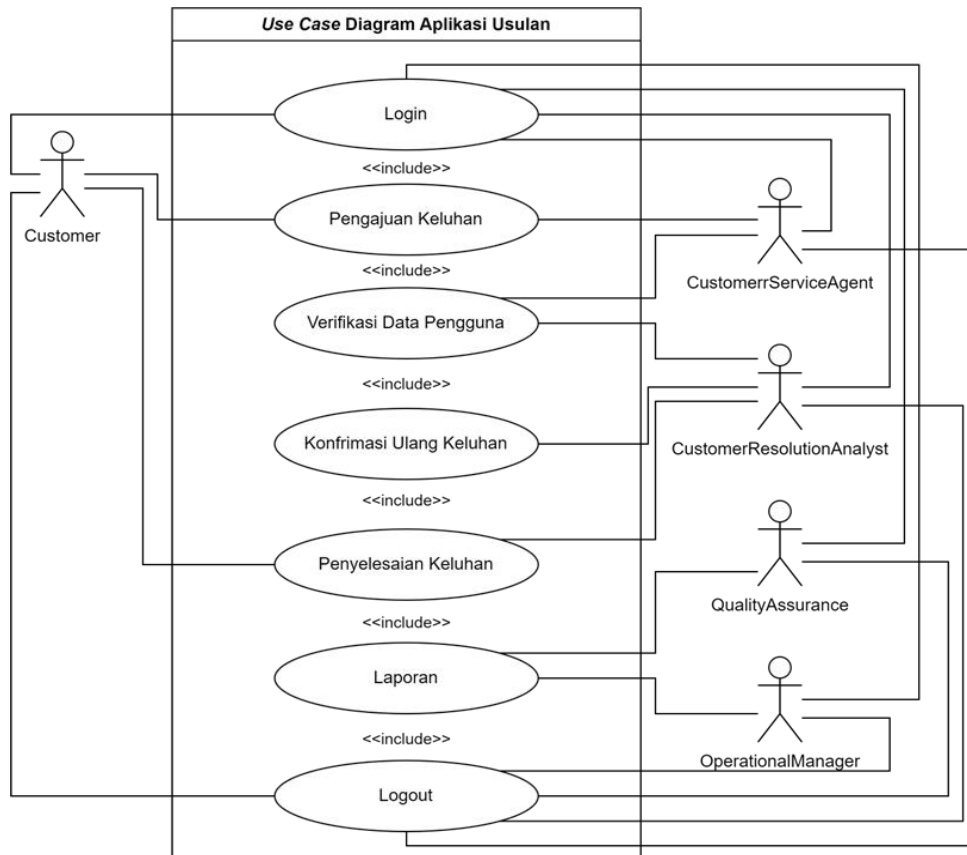 Use Case Diagram Aplikasi Usulan
Login
<<include>>
Customer
Pengajuan Keluhan
<<include>>
CustomerrServiceAgent
Verifikasi Data Pengguna
<<include>>
Konfrimasi Ulang Keluhan
CustomerResolutionAnalyst
<<include>>
Penyelesaian Keluhan
QualityAssurance
<<include>>
Laporan
<<include>>
OperationalManager
Logout